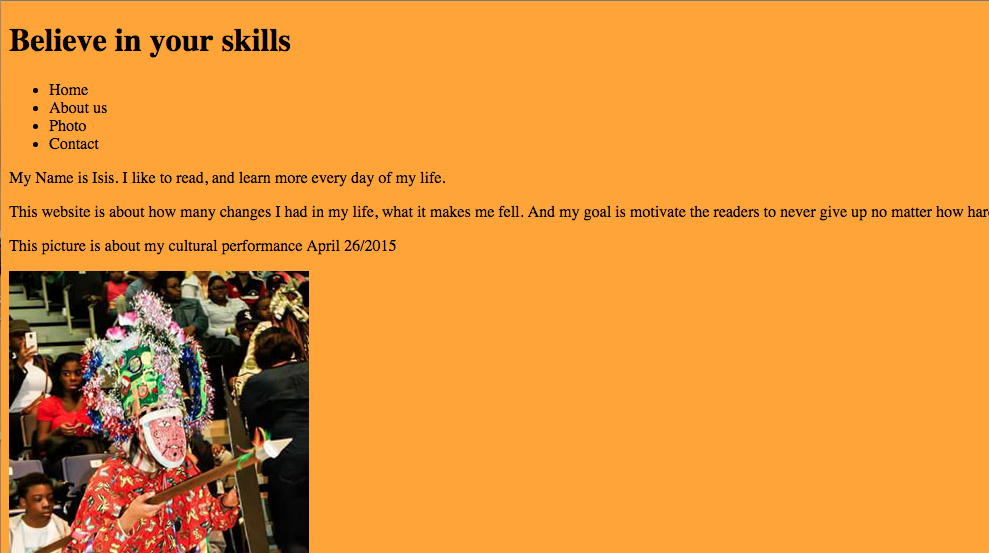 Believe in your skills
Home
About us
Photo
Contact
My Name is Isis. I like to read, and learn more every day of my life.
This website is about how many changes I had in my life, what it makes me fell. And my goal is motivate the readers to never give up no matter how
This picture is about my cultural performance April 26/2015